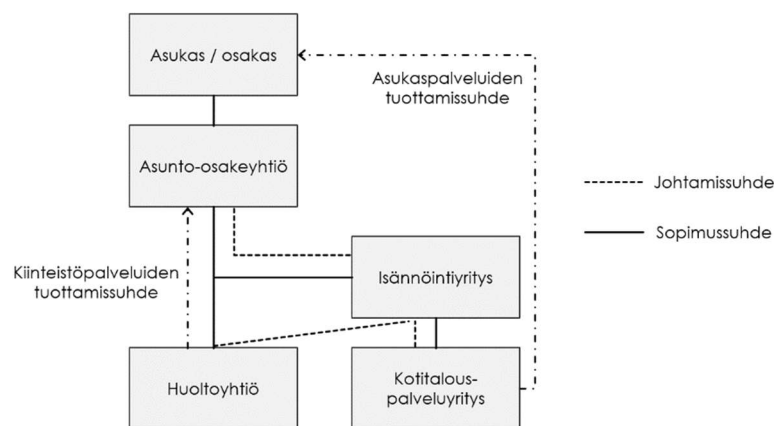 Asukas / osakas
Asukaspalveluiden
tuottamissuhde
Asunto-osakeyhtiö
Johtamissuhde
Sopimussuhde
Kiinteistöpalveluiden
tuottamissuhde
Isännöintiyritys
Huoltoyhtiö
Kotitalous-
palveluyritys